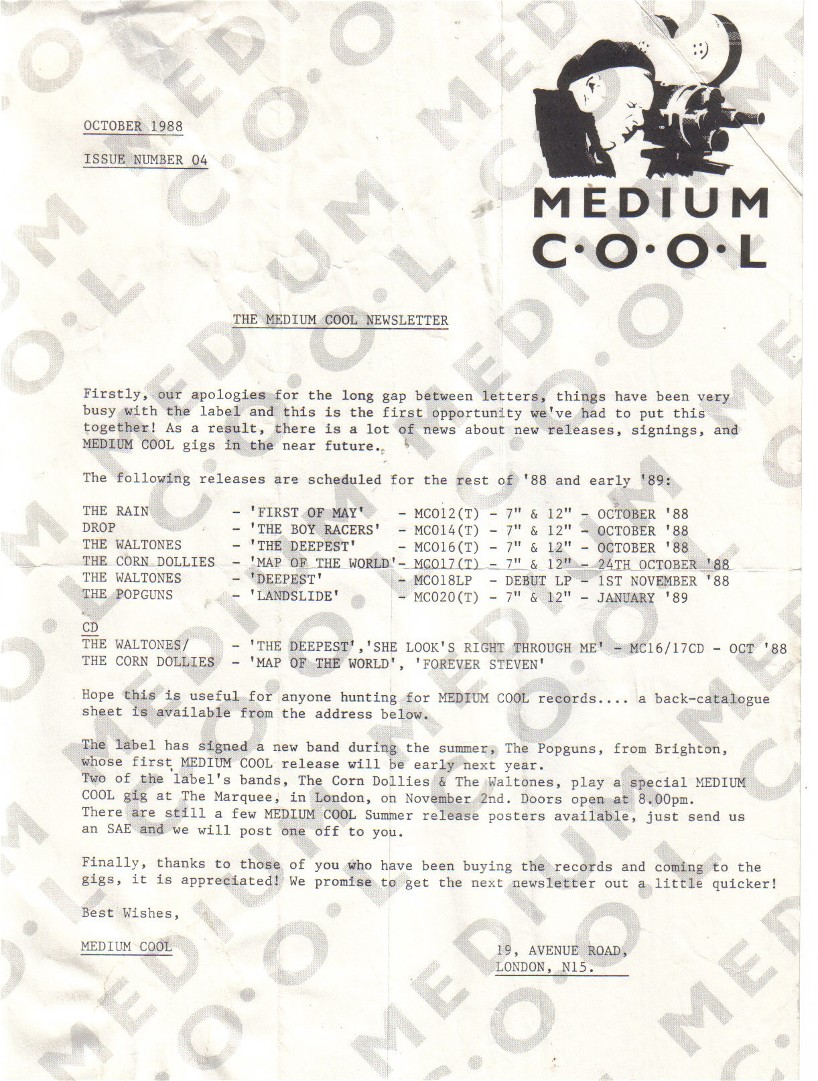 OCTOBER 1988
ISSUE NUMBER 04
MEDIUM
C·O·O·L
THE MEDIUM COOL NEWSLETTER
Firstly, our apologies for the long gap between letters, things have been very
busy with the label and this is the first opportunity we've had to put this
together! As a result, there is a lot of news about new releases, signings, and
MEDIUM COOL gigs in the near future.
The following releases are scheduled for the rest of '88 and early '89:
THE RAIN - 'FIRST OF MAY' - MC012(T) - 7" & 12" - OCTOBER '88
DROP - 'THE BOY RACERS' - MC014(T) - 7" & 12" - OCTOBER '88
THE WALTONES - 'THE DEEPEST' - MC016(T) - 7" & 12" - OCTOBER '88
THE CORN DOLLIES - 'MAP OF THE WORLD'- MC017(T) - 7" & 12" - 24TH OCTOBER '88
THE WALTONES - 'DEEPEST' - MC018LP - DEBUT LP - 1ST NOVEMBER '88
THE POPGUNS - 'LANDSLIDE' - MC020(T) - 7" & 12" - JANUARY '89
CD
THE WALTONES/ - 'THE DEEPEST','SHE LOOK'S RIGHT THROUGH ME' - MC16/17CD - OCT '88
THE CORN DOLLIES - 'MAP OF THE WORLD', 'FOREVER STEVEN'
Hope this is useful for anyone hunting for MEDIUM COOL records.... a back-catalogue
sheet is available from the address below.
The label has signed a new band during the summer, The Popguns, from Brighton,
whose first MEDIUM COOL release will be early next year.
Two of the label's bands, The Corn Dollies & The Waltones, play a special MEDIUM
COOL gig at The Marquee, in London, on November 2nd. Doors open at 8.00pm.
There are still a few MEDIUM COOL Summer release posters available, just send us
an SAE and we will post one off to you.
Finally, thanks to those of you who have been buying the records and coming to the
gigs, it is appreciated! We promise to get the next newsletter out a little quicker!
Best Wishes,
MEDIUM COOL
19, AVENUE ROAD,
LONDON, N15.